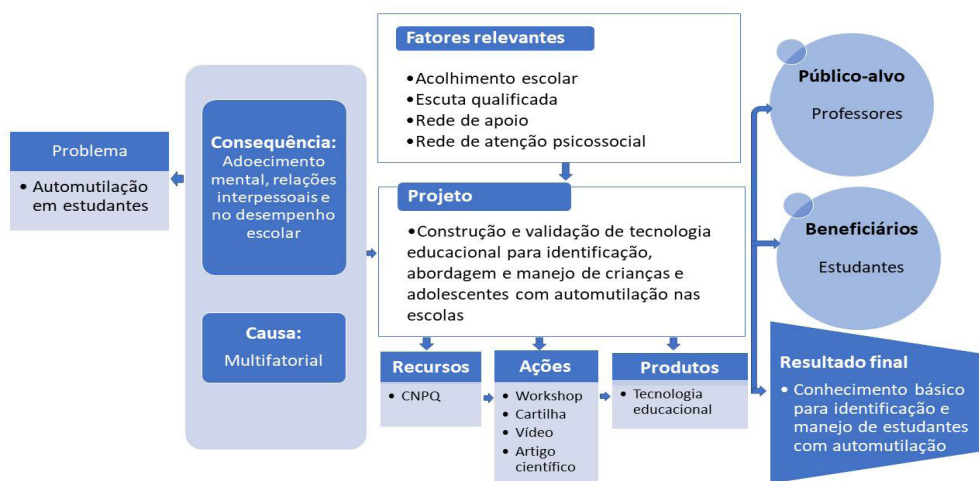 Problema
• Automutilação
em estudantes
Consequência:
Adoecimento
mental, relações
interpessoais e
no desempenho
escolar
Causa:
Multifatorial
Fatores relevantes
•Acolhimento escolar
•Escuta qualificada
•Rede de apoio
•Rede de atenção psicossocial
Projeto
•Construção e validação de tecnologia
educacional para identificação,
abordagem e manejo de crianças e
adolescentes com automutilação nas
escolas
Recursos
• CNPQ
Ações
• Workshop
• Cartilha
• Vídeo
• Artigo
científico
Produtos
• Tecnologia
educacional
Público-alvo
Professores
Beneficiários
Estudantes
Resultado final
• Conhecimento básico
para identificação e
manejo de estudantes
com automutilação